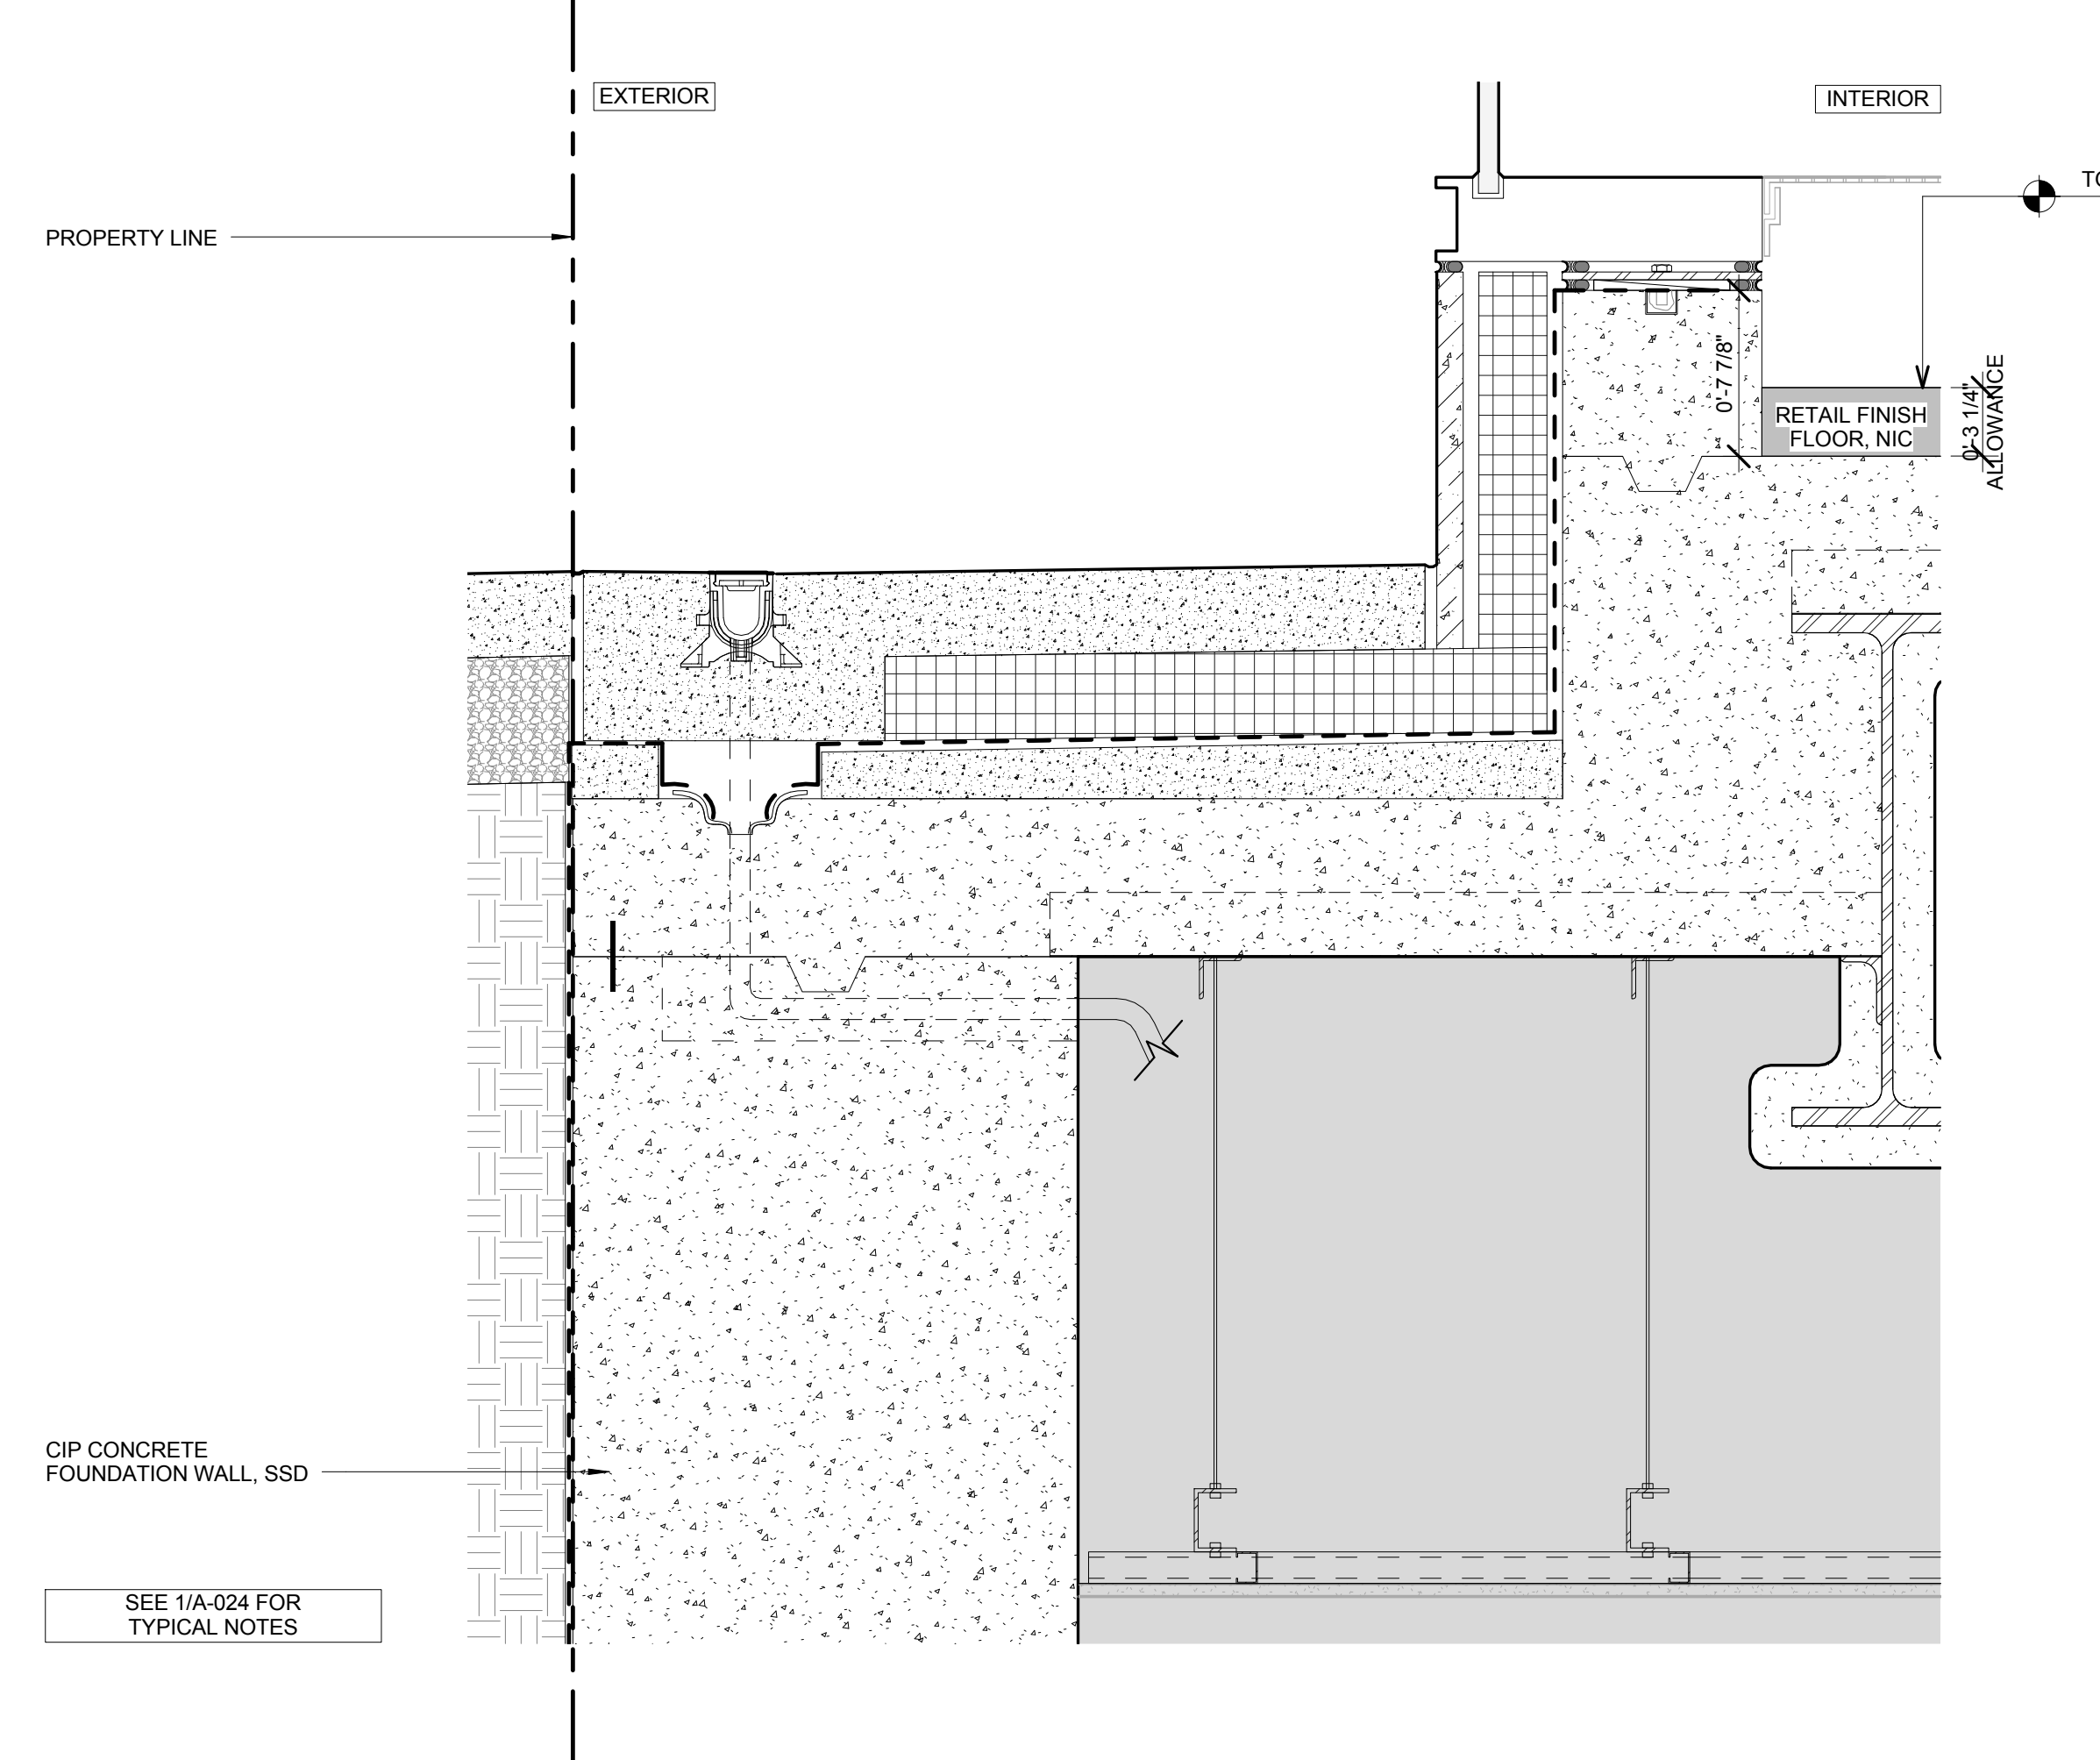 EXTERIOR
INTERIOR
TO
PROPERTY LINE
0'-7 7/8"
0'-3 1/4"
ALLOWANCE
RETAIL FINISH
FLOOR, NIC
CIP CONCRETE
FOUNDATION WALL, SSD
SEE 1/A-024 FOR
TYPICAL NOTES